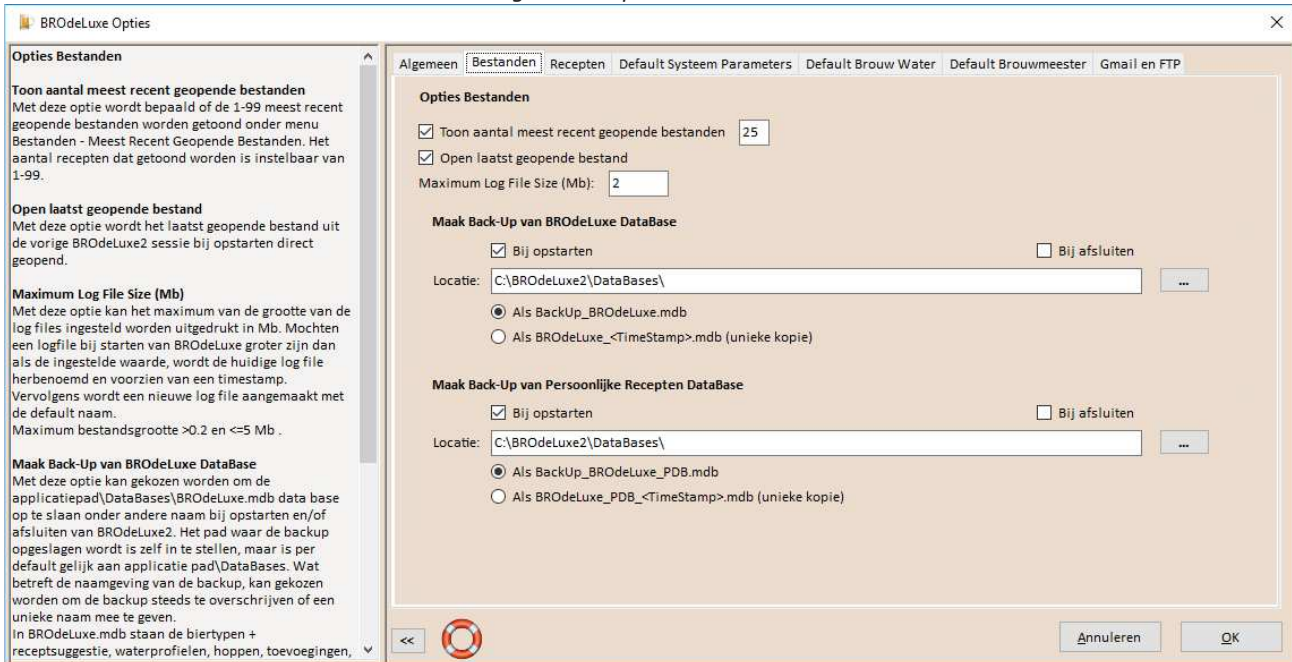 BROdeLuxe Opties
Opties Bestanden
Toon aantal meest recent geopende bestanden
Met deze optie wordt bepaald of de 1-99 meest recent
geopende bestanden worden getoond onder menu
Bestanden - Meest Recent Geopende Bestanden. Het
aantal recepten dat getoond worden is instelbaar van
1-99.
Open laatst geopende bestand
Met deze optie wordt het laatst geopende bestand uit
de vorige BROdeLuxe2 sessie bij opstarten direct
geopend.
Maximum Log File Size (Mb)
Met deze optie kan het maximum van de grootte van de
log files ingesteld worden uitgedrukt in Mb. Mochten
een logfile bij starten van BROdeLuxe groter zijn dan
als de ingestelde waarde, wordt de huidige log file
herbenoemd en voorzien van een timestamp.
Vervolgens wordt een nieuwe log file aangemaakt met
de default naam.
Maximum bestandsgrootte >0.2 en <=5 Mb .
Maak Back-Up van BROdeLuxe DataBase
Met deze optie kan gekozen worden om de
applicatiepad\DataBases\BROdeLuxe.mdb data base
op te slaan onder andere naam bij opstarten en/of
afsluiten van BROdeLuxe2. Het pad waar de backup
opgeslagen wordt is zelf in te stellen, maar is per
default gelijk aan applicatie pad\DataBases. Wat
betreft de naamgeving van de backup, kan gekozen
worden om de backup steeds te overschrijven of een
unieke naam mee te geven.
In BROdeLuxe.mdb staan de biertypen +
receptsuggestie, waterprofielen, hoppen, toevoegingen,
Algemeen Bestanden Recepten Default Systeem Parameters Default Brouw Water Default Brouwmeester Gmail en FTP
Opties Bestanden
Toon aantal meest recent geopende bestanden 25
Open laatst geopende bestand
Maximum Log File Size (Mb): 2
Maak Back-Up van BROdeLuxe DataBase
Bij opstarten Bij afsluiten
Locatie: C:\BROdeLuxe2\DataBases\ ...
Als BackUp_BROdeLuxe.mdb
Als BROdeLuxe_<TimeStamp>.mdb (unieke kopie)
Maak Back-Up van Persoonlijke Recepten DataBase
Bij opstarten Bij afsluiten
Locatie: C:\BROdeLuxe2\DataBases\ ...
Als BackUp_BROdeLuxe_PDB.mdb
Als BROdeLuxe_PDB_<TimeStamp>.mdb (unieke kopie)
<< Annuleren OK